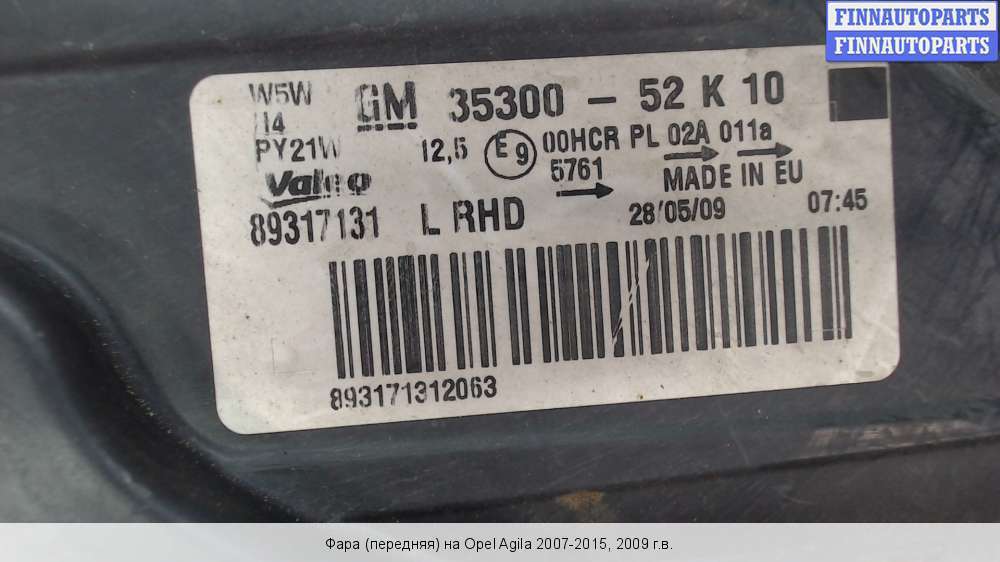 FINNAUTOPARTS
FINNAUTOPARTS
W5W GM 35300 - 52 K 10
H4
PY21W 12,5 E9 00HCR PL 02A 011a
5761
Valeo MADE IN EU
89317131 L RHD 28/05/09 07:45
893171312063
Фара (передняя) на Opel Agila 2007-2015, 2009 г.в.